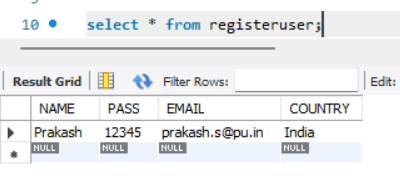 10 select * from registeruser;
Result Grid Filter Rows: Edit:
NAME PASS EMAIL COUNTRY
Prakash 12345 prakash.s@pu.in India
NULL NULL NULL NULL